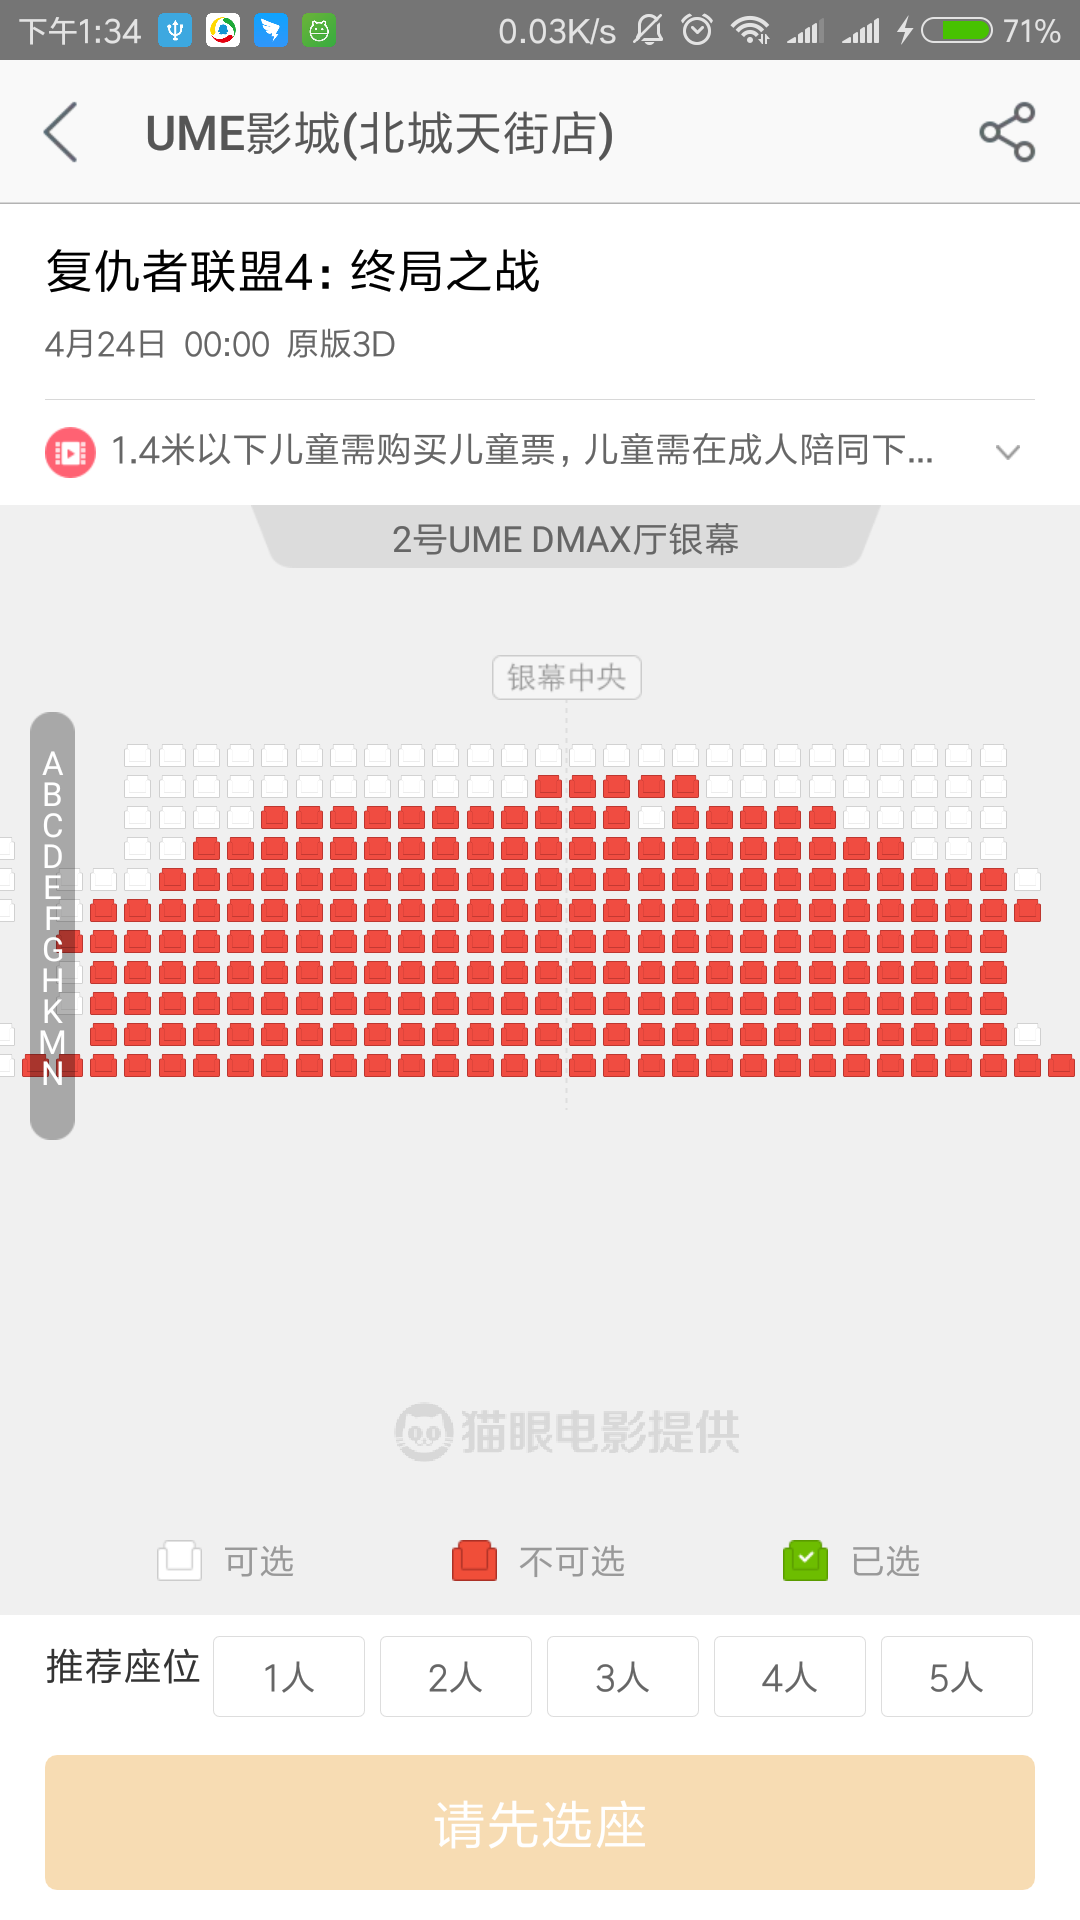 下午1:34 0.03K/s 71%
UME影城(北城天街店)
复仇者联盟4：终局之战
4月24日 00:00 原版3D
1.4米以下儿童需购买儿童票，儿童需在成人陪同下...
2号UME DMAX厅银幕
银幕中央
A
B
C
D
E
F
G
H
K
M
N
猫眼电影提供
可选 不可选 已选
推荐座位 1人 2人 3人 4人 5人
请先选座